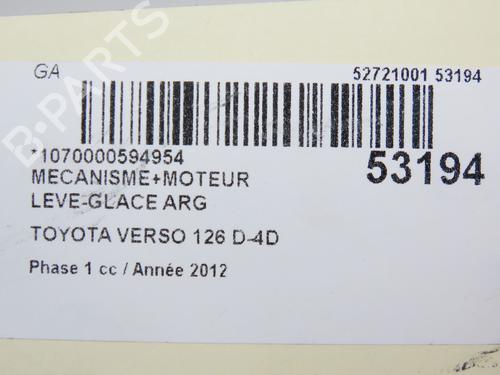 GA
52721001 53194
*1070000594954
53194
MECANISME+MOTEUR
LEVE-GLACE ARG
TOYOTA VERSO 126 D-4D
Phase 1 cc / Année 2012
B-PARTS